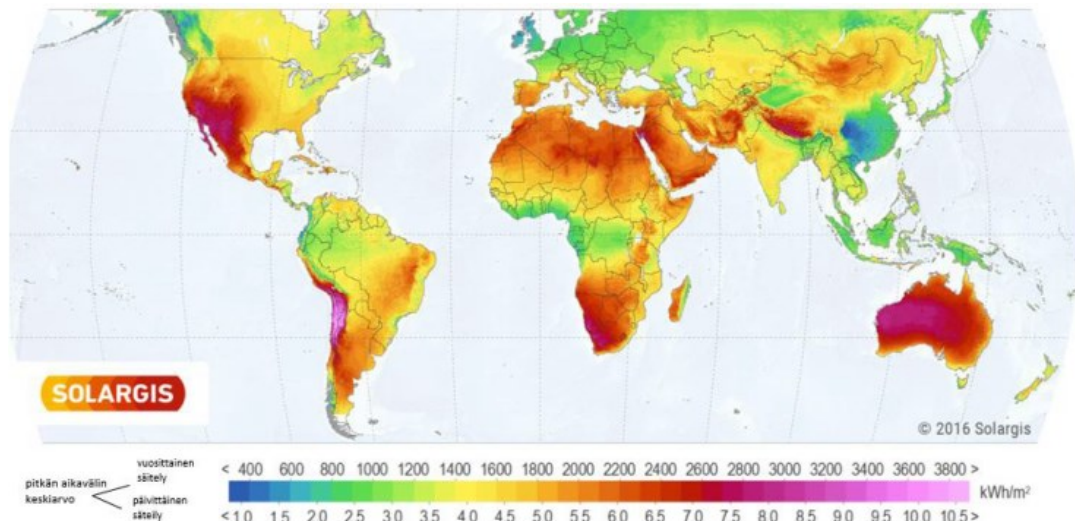 SOLARGIS
© 2016 Solargis
pitkän aikavälin
keskiarvo
vuosittainen
säitely
päivittäinen
säteily
< 400 600 800 1000 1200 1400 1600 1800 2000 2200 2400 2600 2800 3000 3200 3400 3600 3800 >
kWh/m²
< 1.0 1.5 2.0 2.5 3.0 3.5 4.0 4.5 5.0 5.5 6.0 6.5 7.0 7.5 8.0 8.5 9.0 9.5 10.0 10.5 >